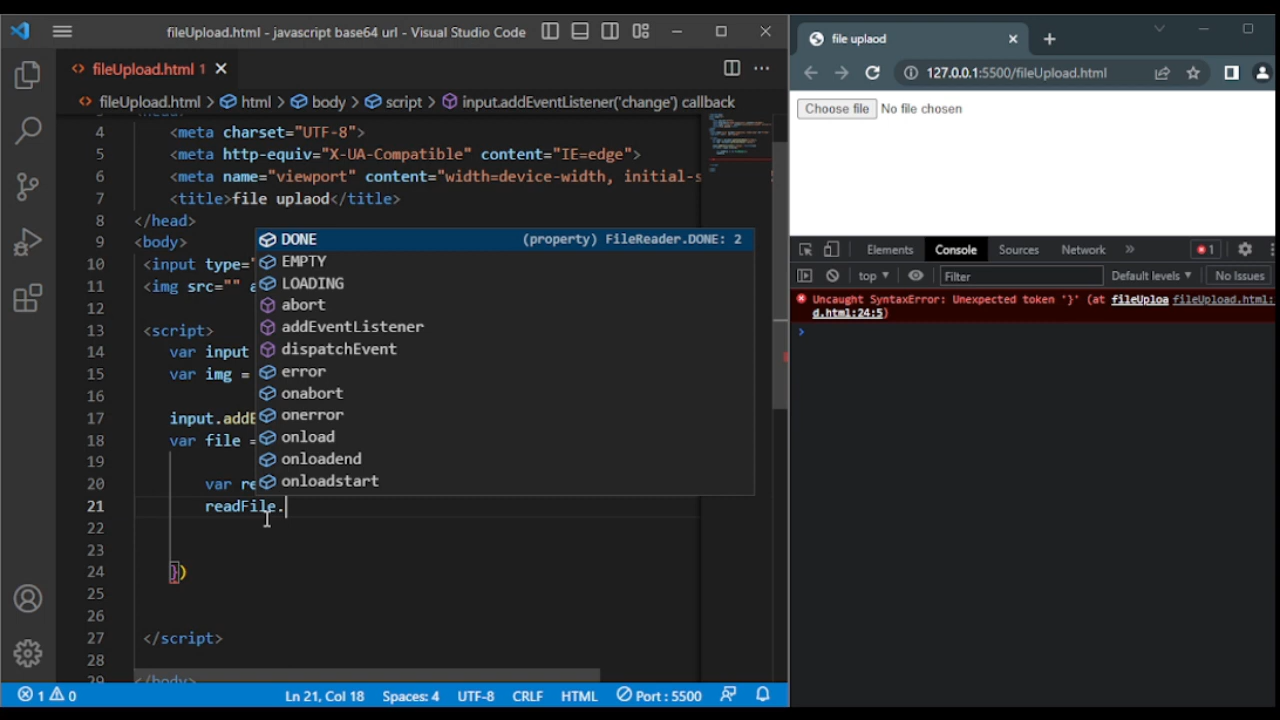 fileUpload.html - javascript base64 url - Visual Studio Code
fileUpload.html 1
fileUpload.html > html > body > script > input.addEventListener('change') callback
4 <meta charset="UTF-8">
5 <meta http-equiv="X-UA-Compatible" content="IE=edge">
6 <meta name="viewport" content="width=device-width, initial-s
7 <title>file uplaod</title>
8 </head>
9 <body>
10 <input type="
11 <img src="" a
12
13 <script>
14 var input
15 var img =
16
17 input.addE
18 var file =
19
20 var re
21 readFile.
22
23
24 })
25
26
27 </script>
28
29 </body>
DONE (property) FileReader.DONE: 2
EMPTY
LOADING
abort
addEventListener
dispatchEvent
error
onabort
onerror
onload
onloadend
onloadstart
1 0 Ln 21, Col 18 Spaces: 4 UTF-8 CRLF HTML Port : 5500
file uplaod
127.0.0.1:5500/fileUpload.html
Choose file No file chosen
Elements Console Sources Network » 1
top Filter Default levels No Issues
Uncaught SyntaxError: Unexpected token '}' (at fileUploa fileUpload.html:
d.html:24:5)